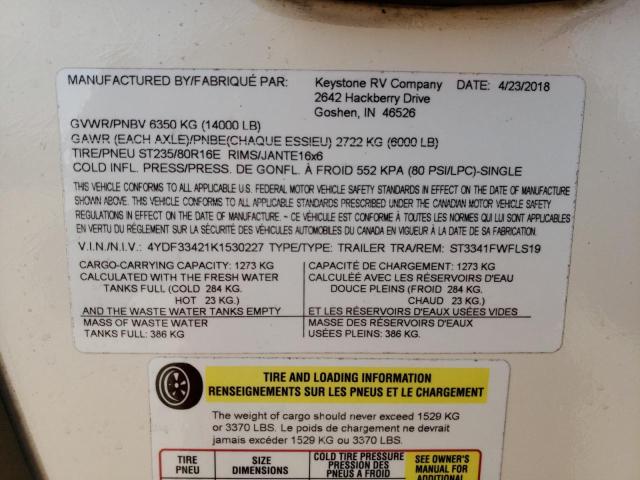 MANUFACTURED BY/FABRIQUÉ PAR: Keystone RV Company DATE: 4/23/2018
2642 Hackberry Drive
Goshen, IN 46526
GVWR/PNBV 6350 KG (14000 LB)
GAWR (EACH AXLE)/PNBE(CHAQUE ESSIEU) 2722 KG (6000 LB)
TIRE/PNEU ST235/80R16E RIMS/JANTE16x6
COLD INFL. PRESS/PRESS. DE GONFL. À FROID 552 KPA (80 PSI/LPC)-SINGLE
THIS VEHICLE CONFORMS TO ALL APPLICABLE U.S. FEDERAL MOTOR VEHICLE SAFETY STANDARDS IN EFFECT ON THE DATE OF MANUFACTURE
SHOWN ABOVE. THIS VEHICLE CONFORMS TO ALL APPLICABLE STANDARDS PRESCRIBED UNDER THE CANADIAN MOTOR VEHICLE SAFETY
REGULATIONS IN EFFECT ON THE DATE OF MANUFACTURE / CE VÉHICULE EST CONFORME À TOUTES LES NORMES QUI LUI SONT APPLICABLES
EN VERTU DU RÈGLEMENT SUR LA SÉCURITÉ DES VÉHICULES AUTOMOBILES DU CANADA EN VIGUEUR À LA DATE DE SA FABRICATION
V.I.N./N.I.V.: 4YDF33421K1530227 TYPE/TYPE: TRAILER TRA/REM: ST3341FWFLS19
CARGO-CARRYING CAPACITY: 1273 KG
CALCULATED WITH THE FRESH WATER
TANKS FULL (COLD 284 KG.
HOT 23 KG.)
AND THE WASTE WATER TANKS EMPTY
MASS OF WASTE WATER
TANKS FULL: 386 KG
CAPACITÉ DE CHARGEMENT: 1273 KG
CALCULÉE AVEC LES RÉSERVOIRS D'EAU
DOUCE PLEINS (FROID 284 KG.
CHAUD 23 KG.)
ET LES RÉSERVOIRS D'EAUX USÉES VIDES
MASSE DES RÉSERVOIRS D'EAUX
USÉES PLEINS: 386 KG.
TIRE AND LOADING INFORMATION
RENSEIGNEMENTS SUR LES PNEUS ET LE CHARGEMENT
The weight of cargo should never exceed 1529 KG
or 3370 LBS. Le poids de chargement ne devrait
jamais excéder 1529 KG ou 3370 LBS.
TIRE
PNEU
SIZE
DIMENSIONS
COLD TIRE PRESSURE
PRESSION DES
PNEUS A FROID
SEE OWNER'S
MANUAL FOR
ADDITIONAL